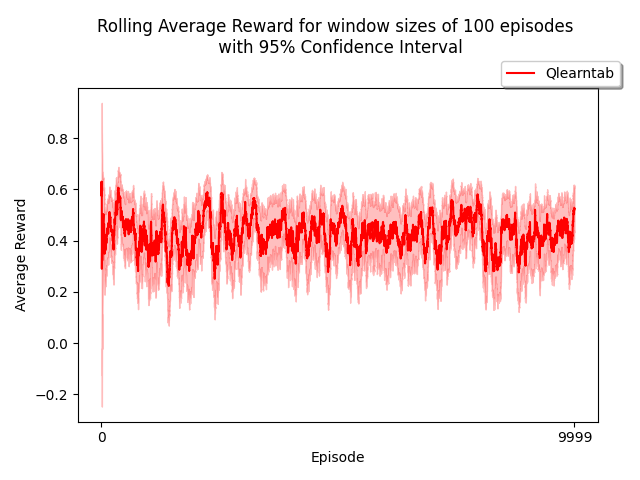 Rolling Average Reward for window sizes of 100 episodes
with 95% Confidence Interval
Qlearntab
Average Reward
0.8
0.6
0.4
0.2
0.0
−0.2
0
9999
Episode